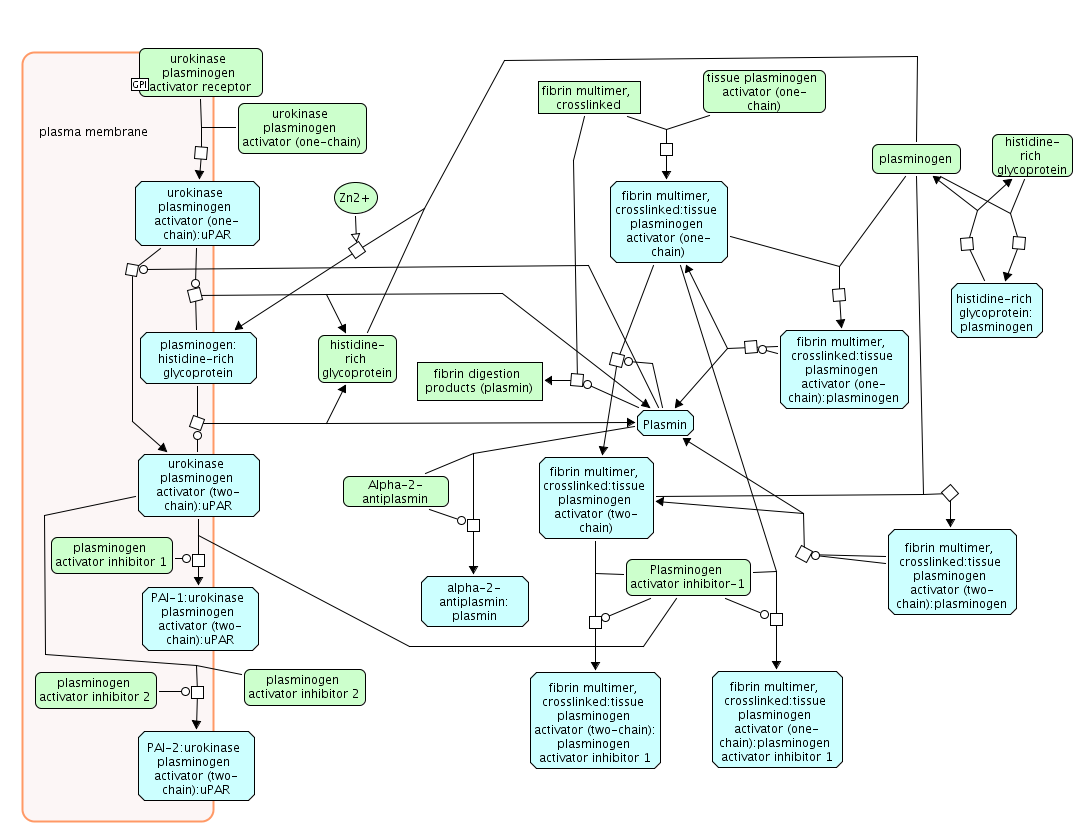 urokinase
plasminogen
activator receptor
GPI
plasma membrane
urokinase
plasminogen
activator (one-chain)
urokinase
plasminogen
activator (one-
chain):uPAR
Zn2+
fibrin multimer,
crosslinked
tissue plasminogen
activator (one-
chain)
plasminogen
histidine-
rich
glycoprotein
fibrin multimer,
crosslinked:tissue
plasminogen
activator (one-
chain)
histidine-rich
glycoprotein:
plasminogen
plasminogen:
histidine-rich
glycoprotein
histidine-
rich
glycoprotein
fibrin digestion
products (plasmin)
fibrin multimer,
crosslinked:tissue
plasminogen
activator (one-
chain):plasminogen
Plasmin
urokinase
plasminogen
activator (two-
chain):uPAR
Alpha-2-
antiplasmin
fibrin multimer,
crosslinked:tissue
plasminogen
activator (two-
chain)
plasminogen
activator inhibitor 1
PAI-1:urokinase
plasminogen
activator (two-
chain):uPAR
alpha-2-
antiplasmin:
plasmin
Plasminogen
activator inhibitor-1
fibrin multimer,
crosslinked:tissue
plasminogen
activator (two-
chain):plasminogen
plasminogen
activator inhibitor 2
plasminogen
activator inhibitor 2
PAI-2:urokinase
plasminogen
activator (two-
chain):uPAR
fibrin multimer,
crosslinked:tissue
plasminogen
activator (two-chain):
plasminogen
activator inhibitor 1
fibrin multimer,
crosslinked:tissue
plasminogen
activator (one-
chain):plasminogen
activator inhibitor 1